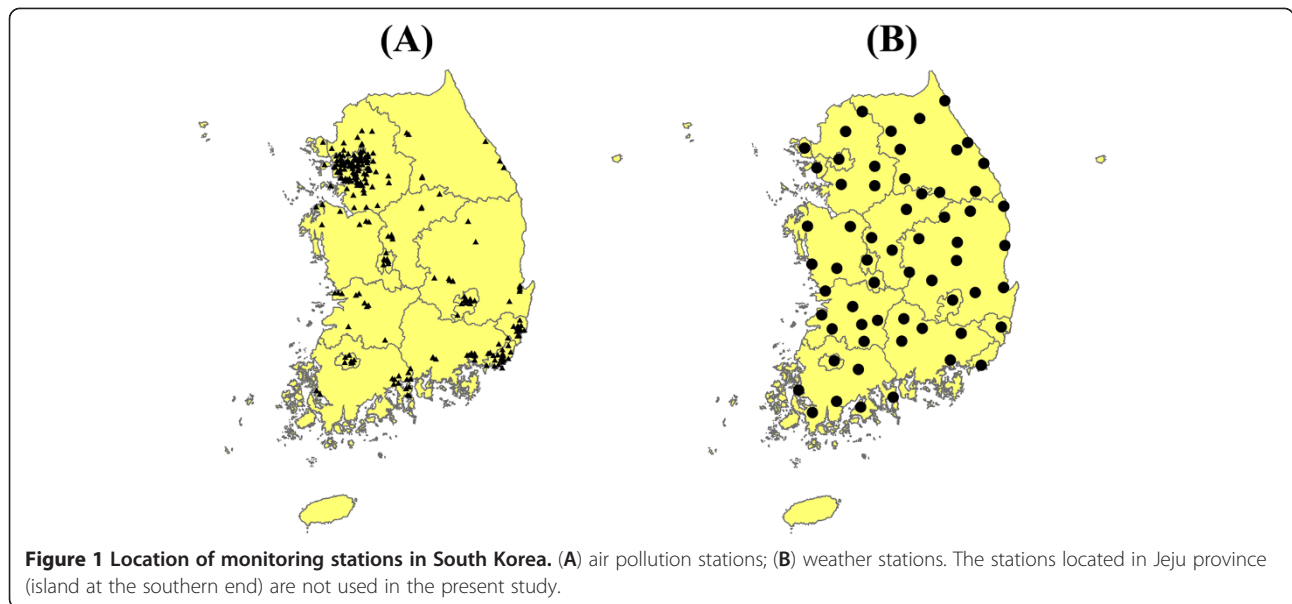 (A) (B)
Figure 1 Location of monitoring stations in South Korea. (A) air pollution stations; (B) weather stations. The stations located in Jeju province
(island at the southern end) are not used in the present study.